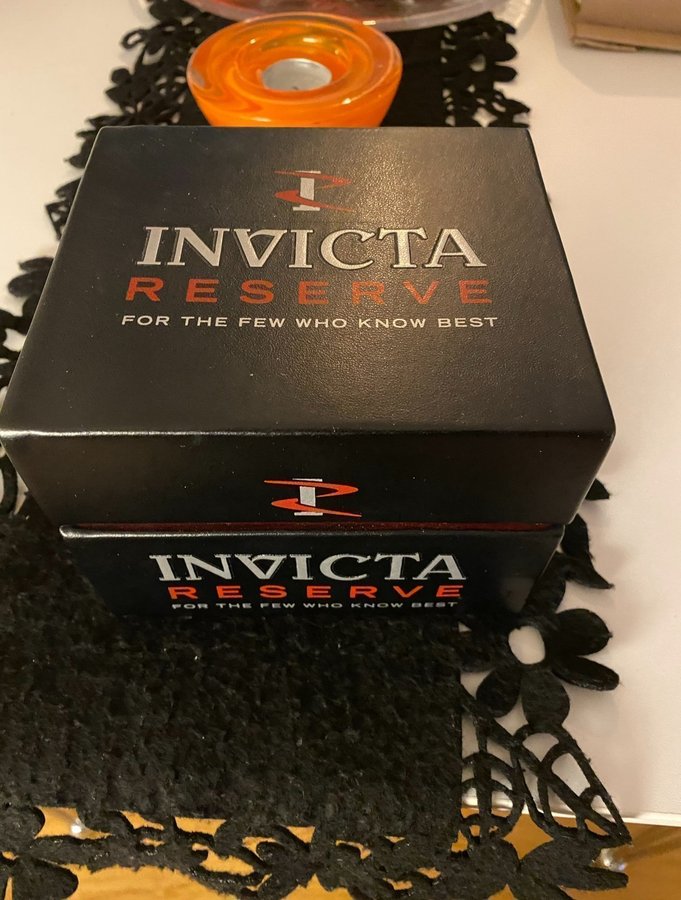 INVICTA
RESERVE
FOR THE FEW WHO KNOW BEST
INVICTA
RESERVE
FOR THE FEW WHO KNOW BEST